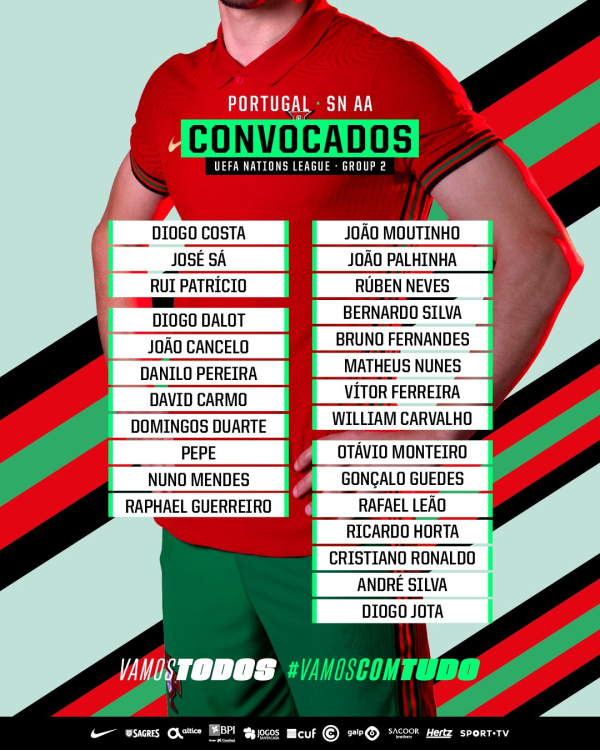 PORTUGAL · SN AA
CONVOCADOS
UEFA NATIONS LEAGUE · GROUP 2
DIOGO COSTA
JOSÉ SÁ
RUI PATRÍCIO
DIOGO DALOT
JOÃO CANCELO
DANILO PEREIRA
DAVID CARMO
DOMINGOS DUARTE
PEPE
NUNO MENDES
RAPHAEL GUERREIRO
JOÃO MOUTINHO
JOÃO PALHINHA
RÚBEN NEVES
BERNARDO SILVA
BRUNO FERNANDES
MATHEUS NUNES
VÍTOR FERREIRA
WILLIAM CARVALHO
OTÁVIO MONTEIRO
GONÇALO GUEDES
RAFAEL LEÃO
RICARDO HORTA
CRISTIANO RONALDO
ANDRÉ SILVA
DIOGO JOTA
VAMOSTODOS #VAMOSCOMTUDO
SAGRES altice BPI JOGOS SANTA CASA cuf galp SACOOR brothers Hertz SPORT·TV